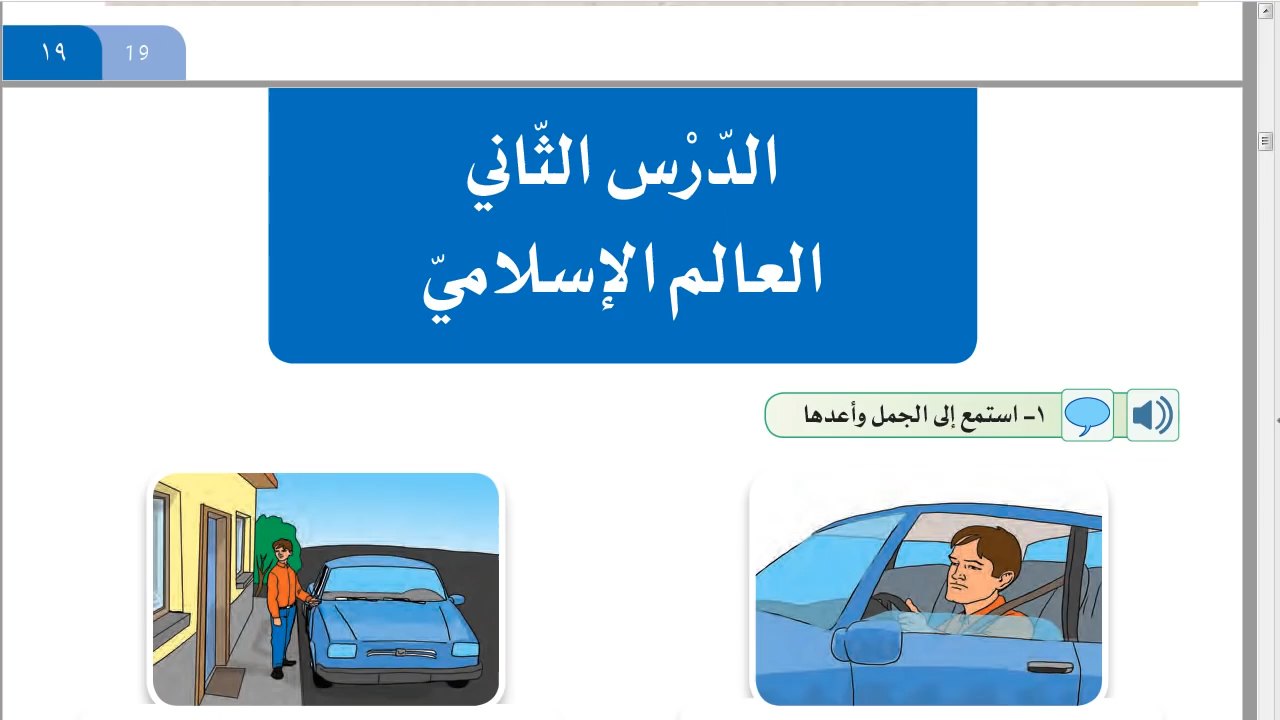 ١٩ 19
الدّرْس الثّاني
العالم الإسلاميّ
١- استمع إلى الجمل وأعدها